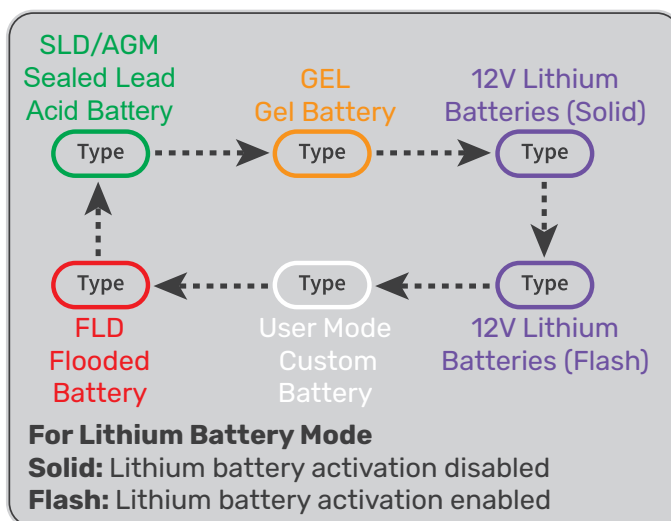 SLD/AGM
Sealed Lead
Acid Battery
Type
GEL
Gel Battery
Type
12V Lithium
Batteries (Solid)
Type
Type
FLD
Flooded
Battery
Type
User Mode
Custom
Battery
Type
12V Lithium
Batteries (Flash)
For Lithium Battery Mode
Solid: Lithium battery activation disabled
Flash: Lithium battery activation enabled